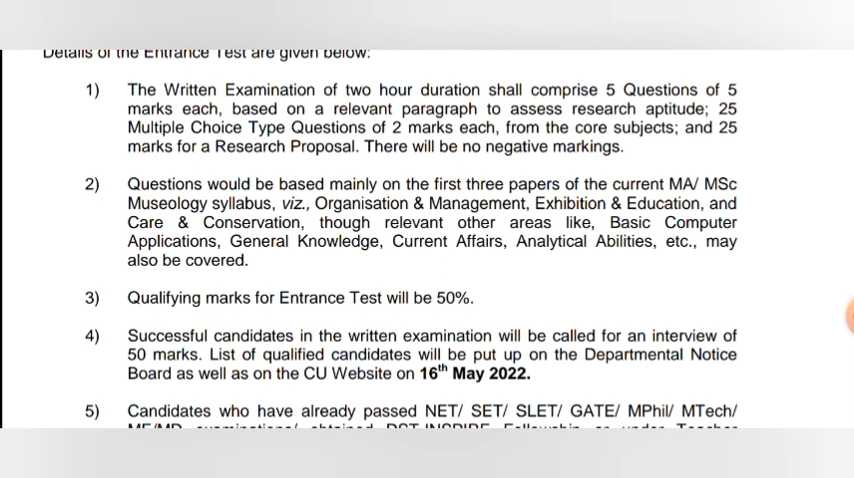 Details of the Entrance Test are given below:
1) The Written Examination of two hour duration shall comprise 5 Questions of 5
marks each, based on a relevant paragraph to assess research aptitude; 25
Multiple Choice Type Questions of 2 marks each, from the core subjects; and 25
marks for a Research Proposal. There will be no negative markings.
2) Questions would be based mainly on the first three papers of the current MA/ MSc
Museology syllabus, viz., Organisation & Management, Exhibition & Education, and
Care & Conservation, though relevant other areas like, Basic Computer
Applications, General Knowledge, Current Affairs, Analytical Abilities, etc., may
also be covered.
3) Qualifying marks for Entrance Test will be 50%.
4) Successful candidates in the written examination will be called for an interview of
50 marks. List of qualified candidates will be put up on the Departmental Notice
Board as well as on the CU Website on 16th May 2022.
5) Candidates who have already passed NET/ SET/ SLET/ GATE/ MPhil/ MTech/